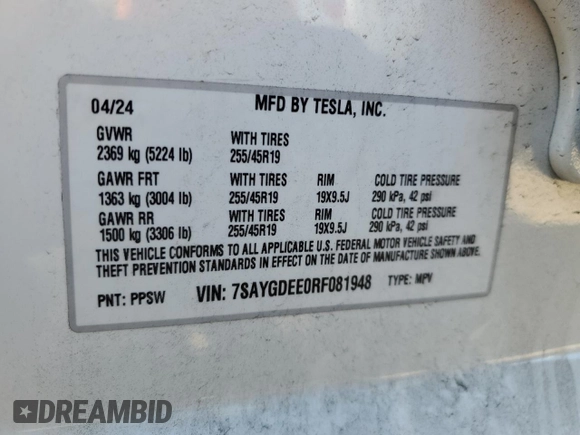 04/24 MFD BY TESLA, INC.
GVWR WITH TIRES
2369 kg (5224 lb) 255/45R19
GAWR FRT WITH TIRES RIM COLD TIRE PRESSURE
1363 kg (3004 lb) 255/45R19 19X9.5J 290 kPa, 42 psi
GAWR RR WITH TIRES RIM COLD TIRE PRESSURE
1500 kg (3306 lb) 255/45R19 19X9.5J 290 kPa, 42 psi
THIS VEHICLE CONFORMS TO ALL APPLICABLE U.S. FEDERAL MOTOR VEHICLE SAFETY AND
THEFT PREVENTION STANDARDS IN EFFECT ON THE DATE OF MANUFACTURE SHOWN ABOVE.
PNT: PPSW VIN: 7SAYGDEE0RF081948 TYPE: MPV
DREAMBID